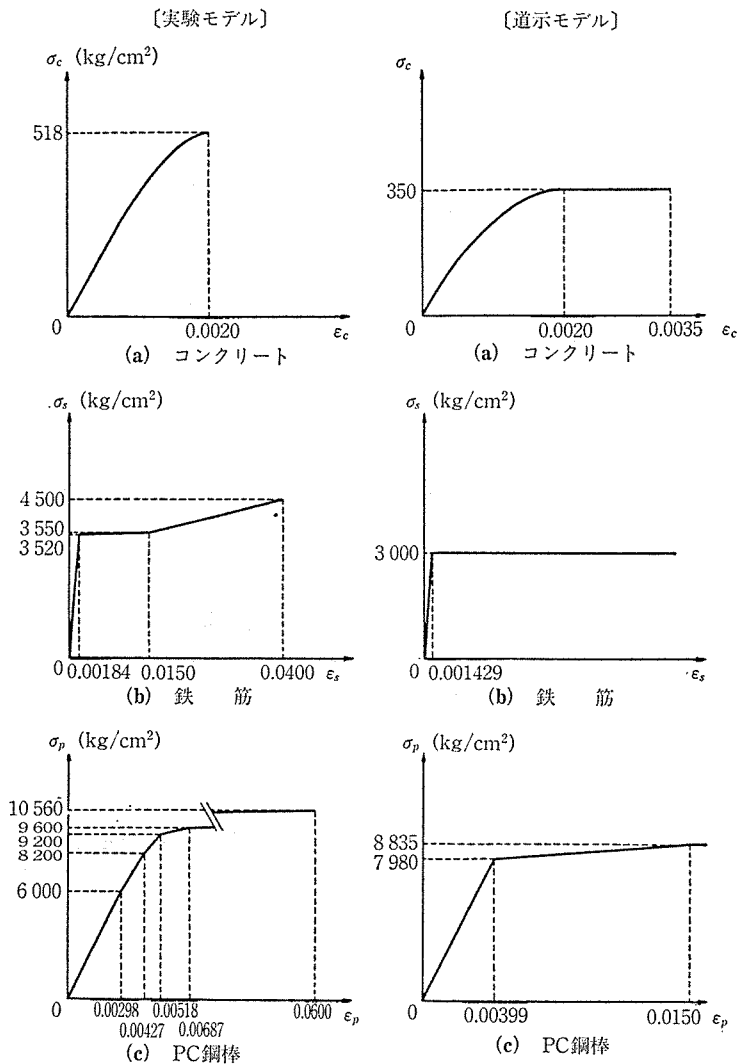 〔実験モデル〕
σc (kg/cm²)
518
0
0.0020
εc
(a) コンクリート
〔道示モデル〕
σc
350
0
0.0020
0.0035
εc
(a) コンクリート
σs (kg/cm²)
4 500
3 550
3 520
0
0.00184
0.0150
0.0400
εs
(b) 鉄 筋
σs (kg/cm²)
3 000
0
0.001429
εs
(b) 鉄 筋
σp (kg/cm²)
10 560
9 600
9 200
8 200
6 000
0
0.00298
0.00427
0.00518
0.00687
0.0600
εp
(c) PC鋼棒
σp (kg/cm²)
8 835
7 980
0
0.00399
0.0150
εp
(c) PC鋼棒